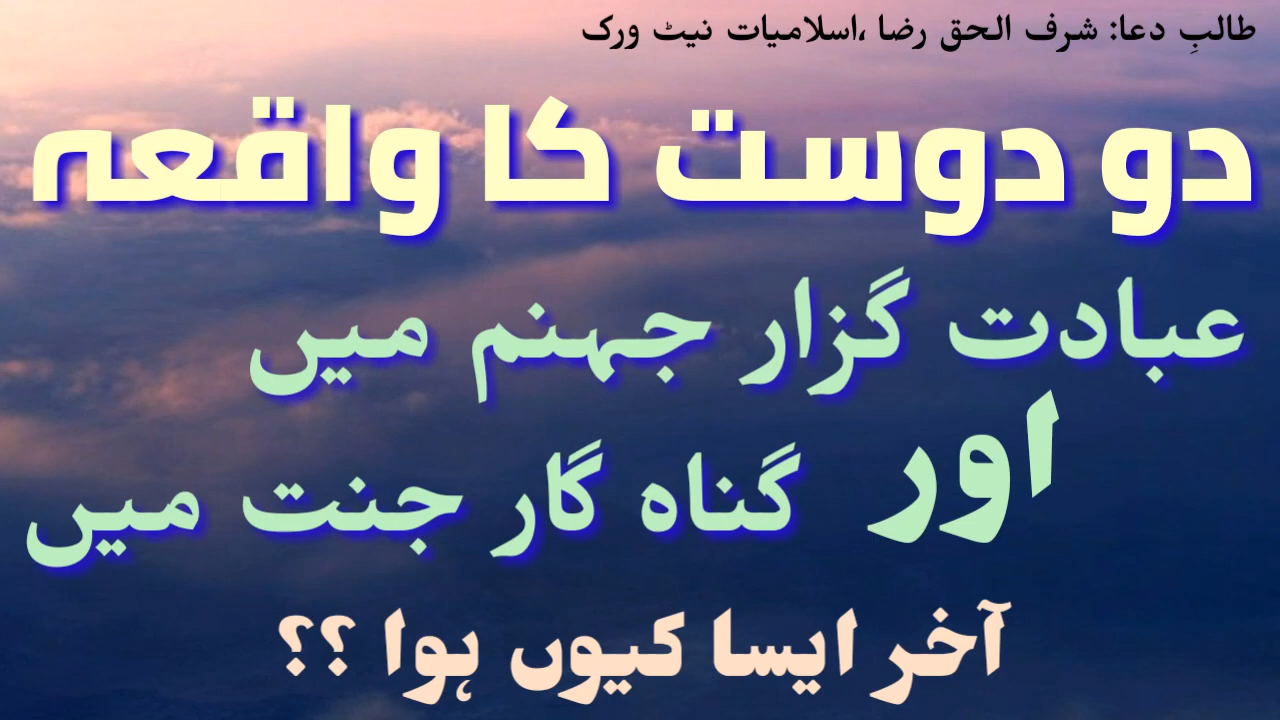 طالبِ دعا: شرف الحق رضا ،اسلامیات نیٹ ورک
دو دوست کا واقعہ
عبادت گزار جہنم میں
اور
گناہ گار جنت میں
آخر ایسا کیوں ہوا ؟؟